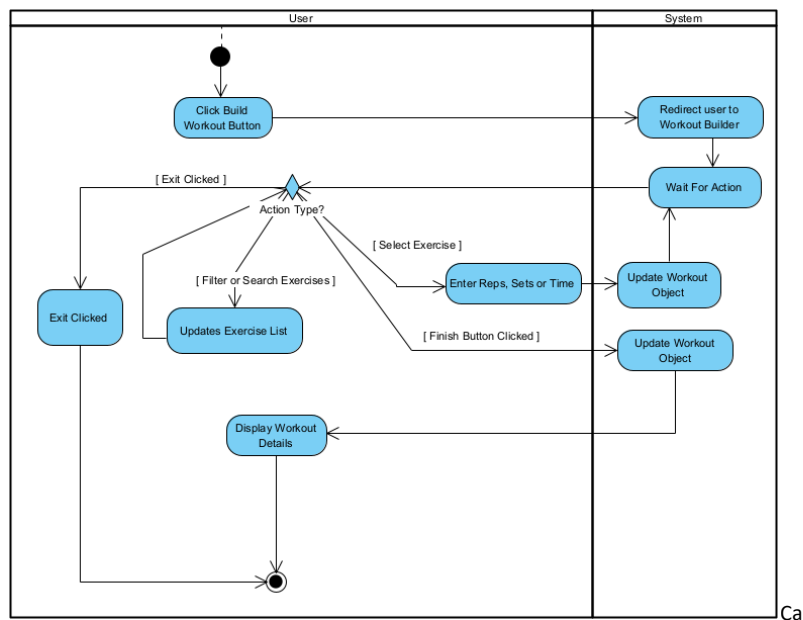 User
System
Click Build
Workout Button
Redirect user to
Workout Builder
[ Exit Clicked ]
Wait For Action
Action Type?
[ Select Exercise ]
[ Filter or Search Exercises ]
Enter Reps, Sets or Time
Update Workout
Object
Exit Clicked
Updates Exercise List
[ Finish Button Clicked ]
Update Workout
Object
Display Workout
Details
Ca